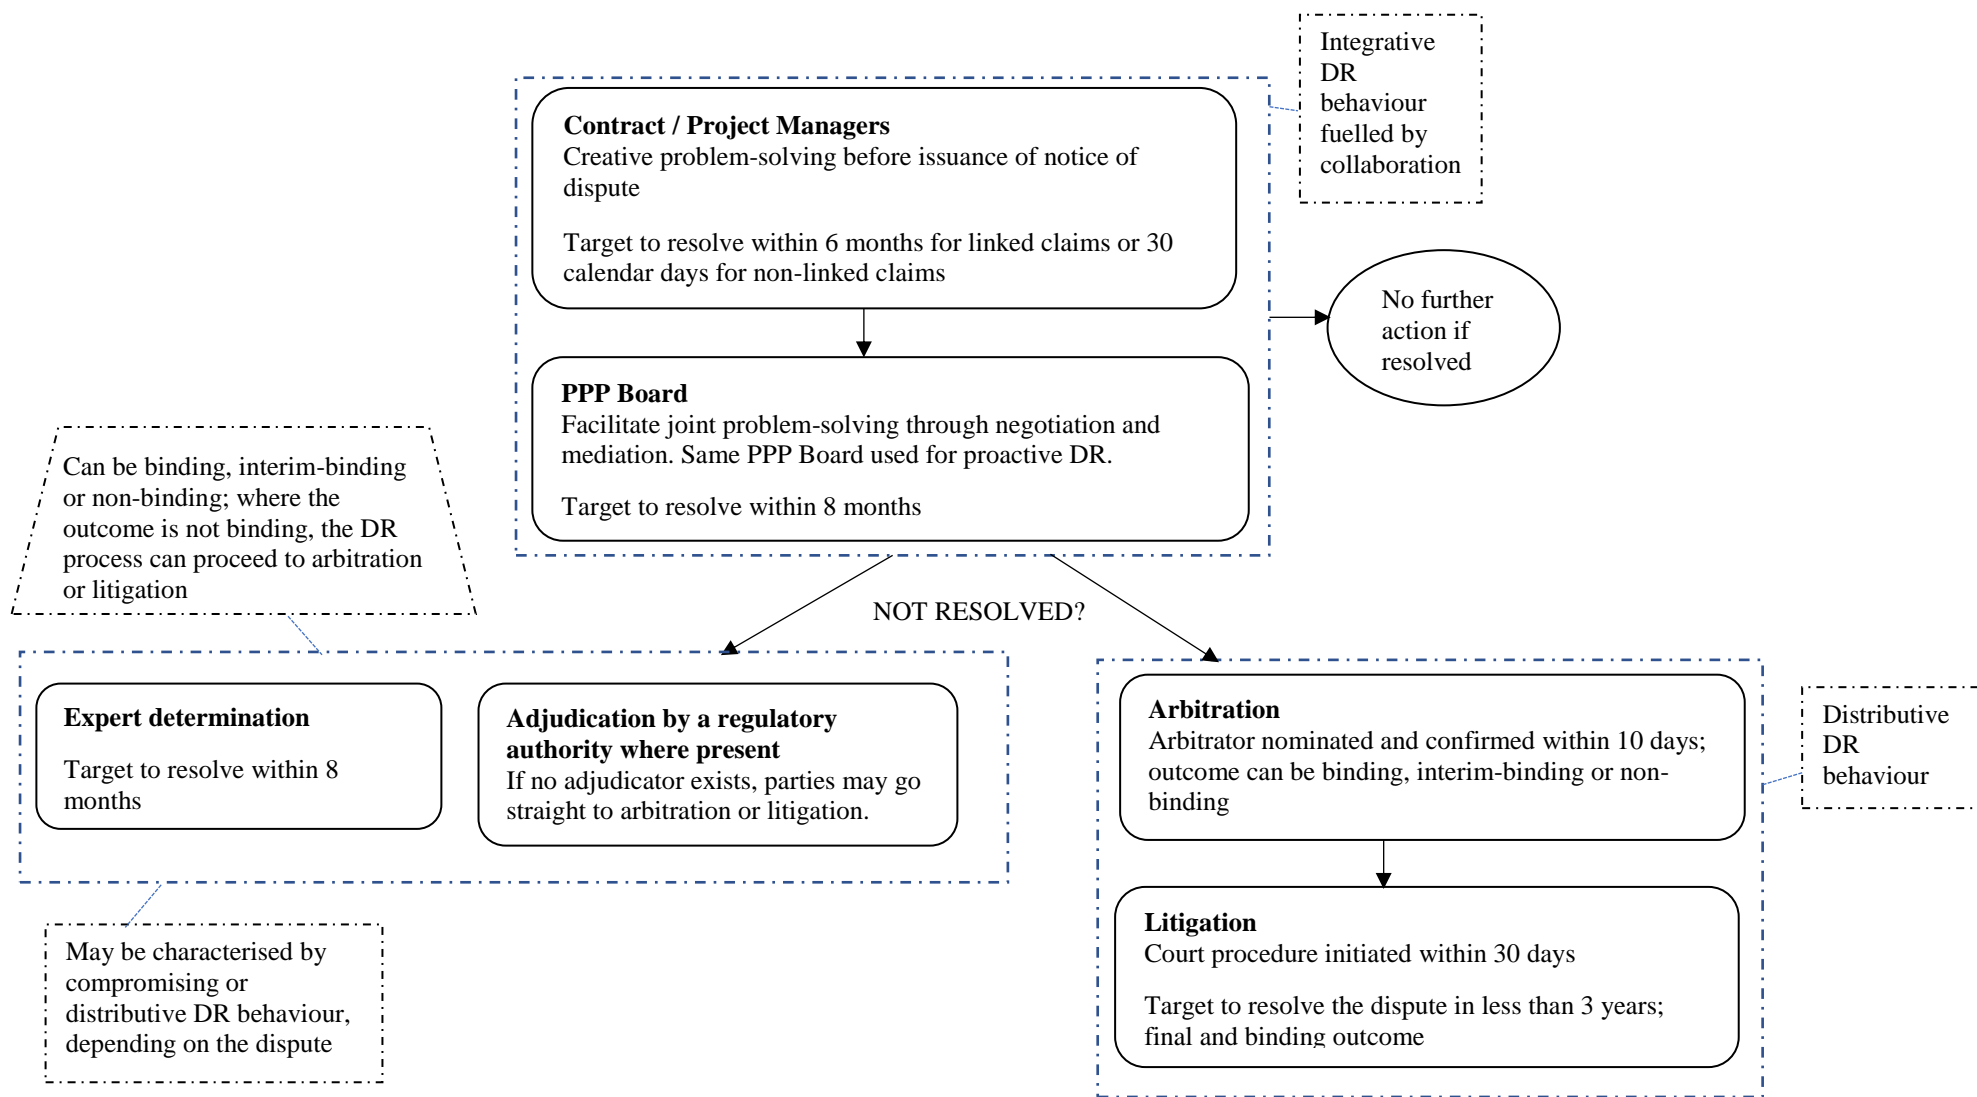 Integrative
DR
behaviour
fuelled by
collaboration
Contract / Project Managers
Creative problem-solving before issuance of notice of
dispute
Target to resolve within 6 months for linked claims or 30
calendar days for non-linked claims
No further
action if
resolved
PPP Board
Facilitate joint problem-solving through negotiation and
mediation. Same PPP Board used for proactive DR.
Target to resolve within 8 months
Can be binding, interim-binding
or non-binding; where the
outcome is not binding, the DR
process can proceed to arbitration
or litigation
NOT RESOLVED?
Expert determination
Target to resolve within 8
months
Adjudication by a regulatory
authority where present
If no adjudicator exists, parties may go
straight to arbitration or litigation.
Arbitration
Arbitrator nominated and confirmed within 10 days;
outcome can be binding, interim-binding or non-
binding
Distributive
DR
behaviour
Litigation
Court procedure initiated within 30 days
Target to resolve the dispute in less than 3 years;
final and binding outcome
May be characterised by
compromising or
distributive DR behaviour,
depending on the dispute